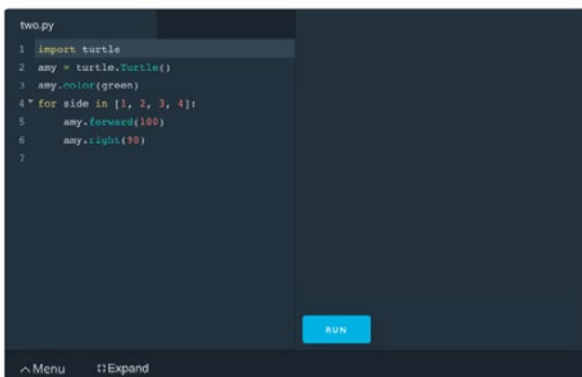 two.py
1 import turtle
2 amy = turtle.Turtle()
3 amy.color(green)
4 for side in [1, 2, 3, 4]:
5 amy.forward(100)
6 amy.right(90)
7
RUN
Menu Expand